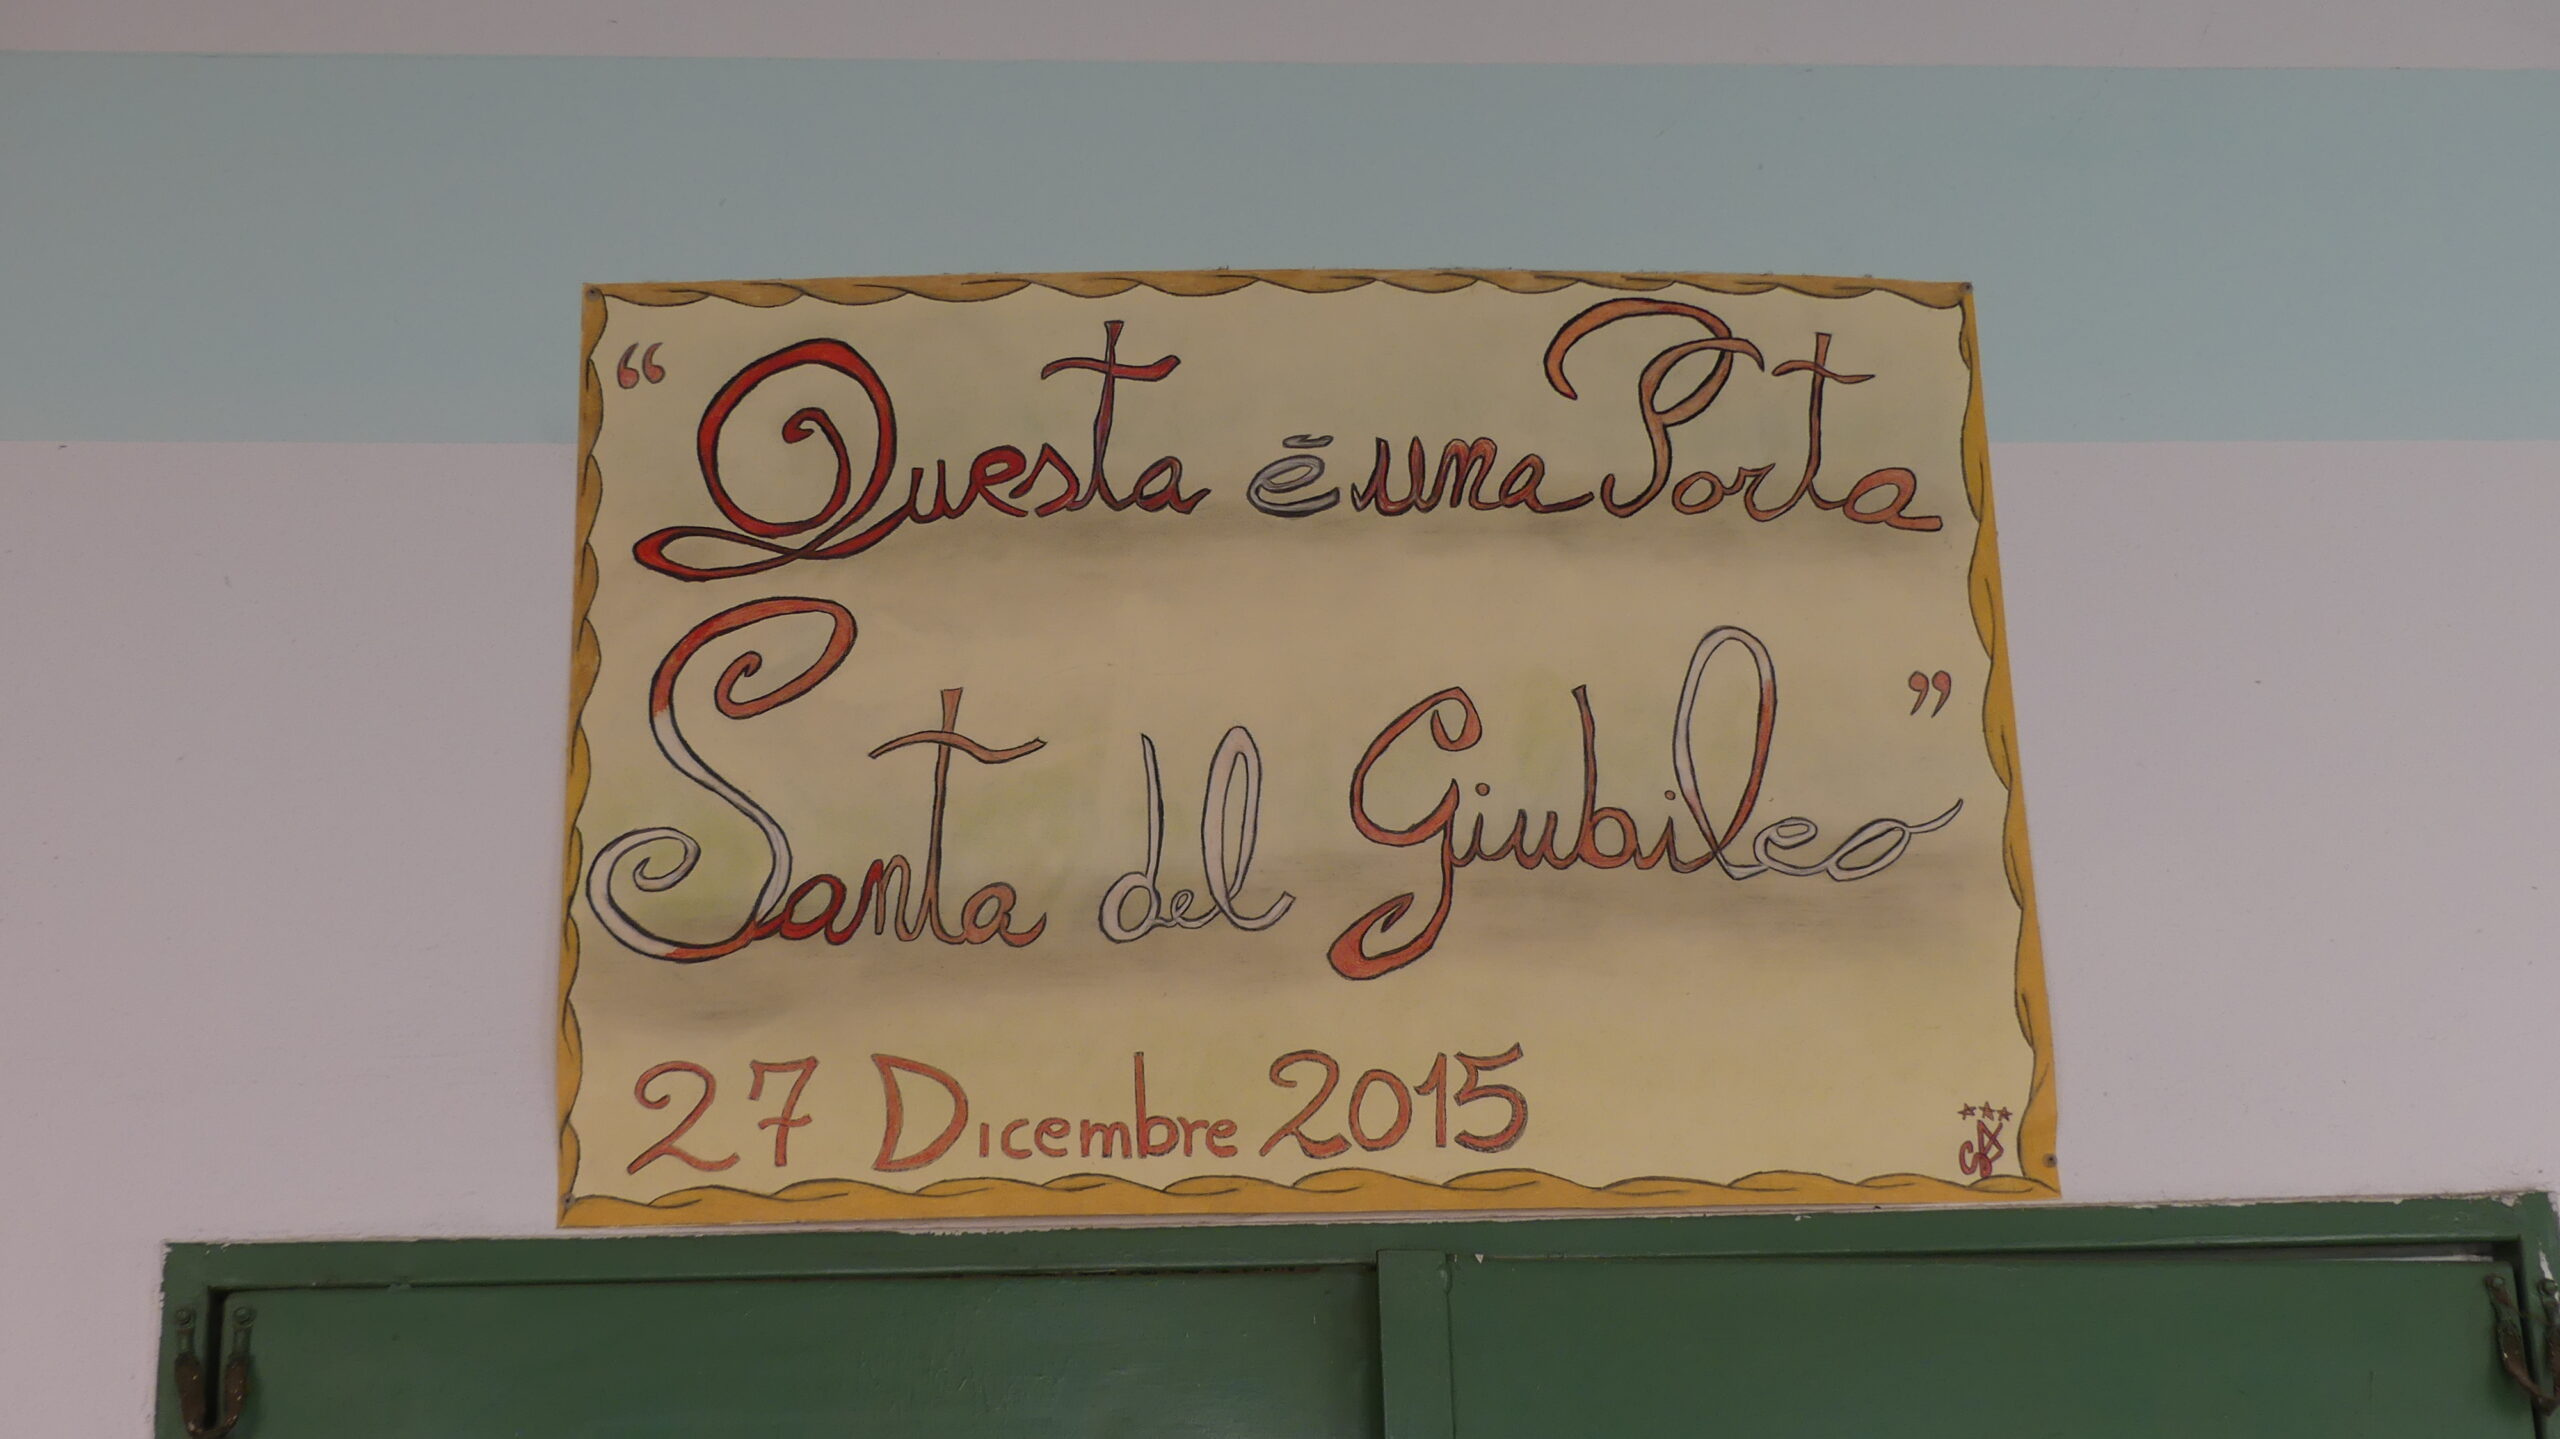 “Questa è una Porta
Santa del Giubileo”
27 Dicembre 2015